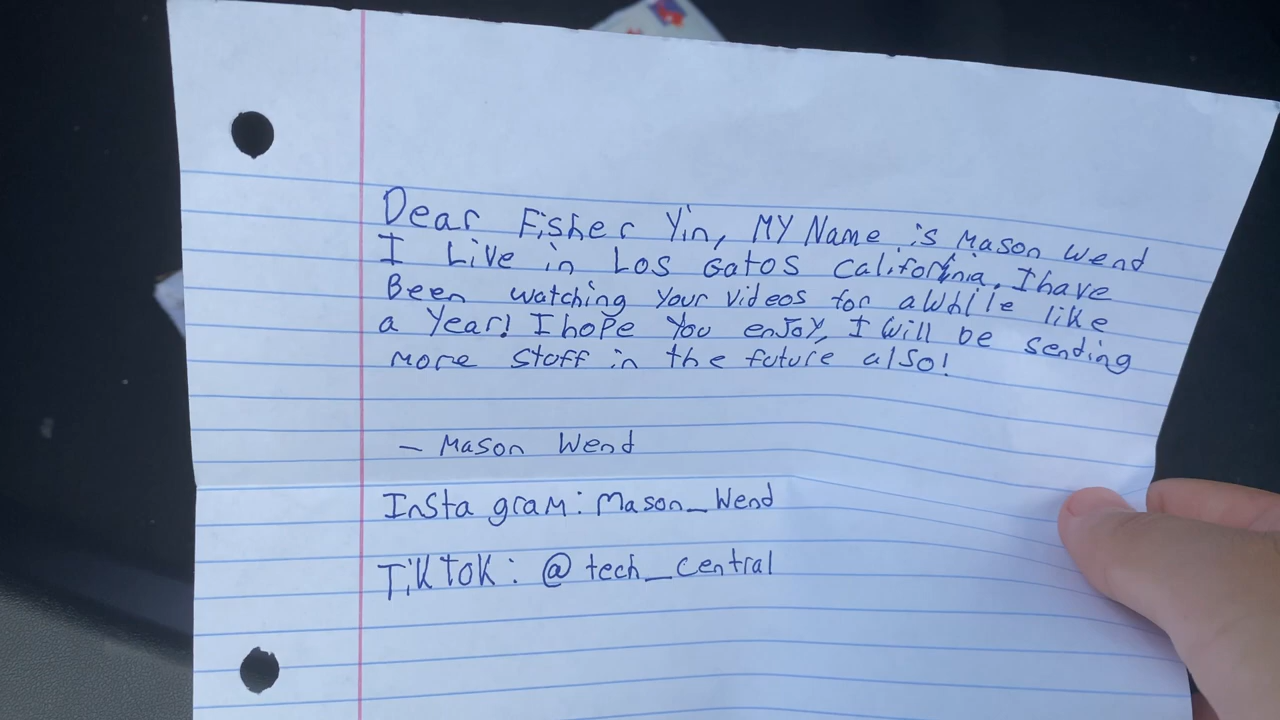 Dear Fisher Yin, MY Name is Mason Wend
I Live in Los Gatos California. I have
Been watching Your Videos for awhile like
a Year! I hope You enJoY, I Will be sending
More stuff in the future also!
- Mason Wend
Insta gram: Mason_Wend
TikTok: @tech_central